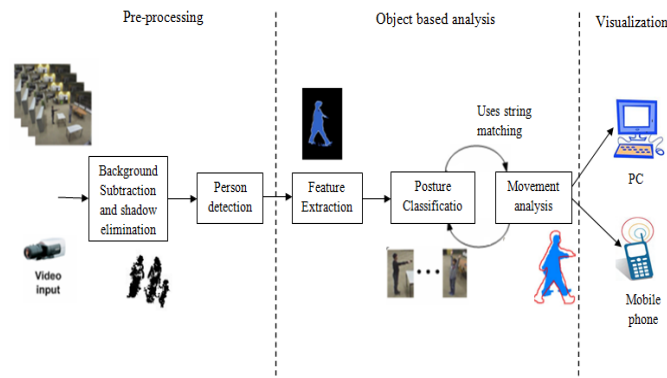 Pre-processing
Object based analysis
Visualization
Uses string
matching
Background
Subtraction
and shadow
elimination
Person
detection
Feature
Extraction
Posture
Classificatio
Movement
analysis
PC
Video
input
Mobile
phone